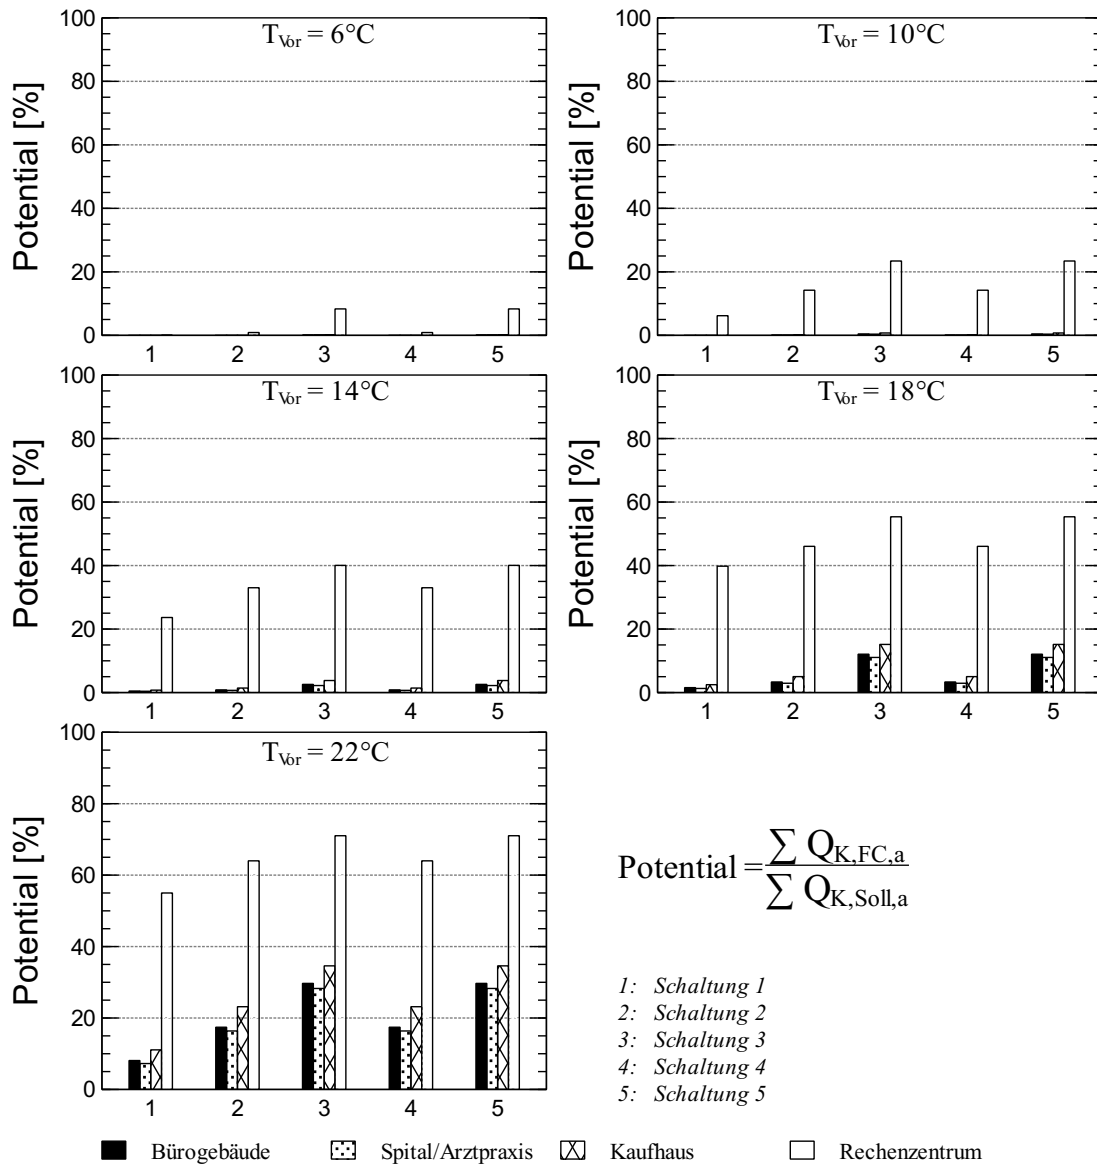 T_Vor = 6°C
Potential [%]
100
80
60
40
20
0
1 2 3 4 5
T_Vor = 10°C
Potential [%]
100
80
60
40
20
0
1 2 3 4 5
T_Vor = 14°C
Potential [%]
100
80
60
40
20
0
1 2 3 4 5
T_Vor = 18°C
Potential [%]
100
80
60
40
20
0
1 2 3 4 5
T_Vor = 22°C
Potential [%]
100
80
60
40
20
0
1 2 3 4 5
Potential = ∑ Q_K,FC,a / ∑ Q_K,Soll,a
1: Schaltung 1
2: Schaltung 2
3: Schaltung 3
4: Schaltung 4
5: Schaltung 5
Bürogebäude Spital/Arztpraxis Kaufhaus Rechenzentrum